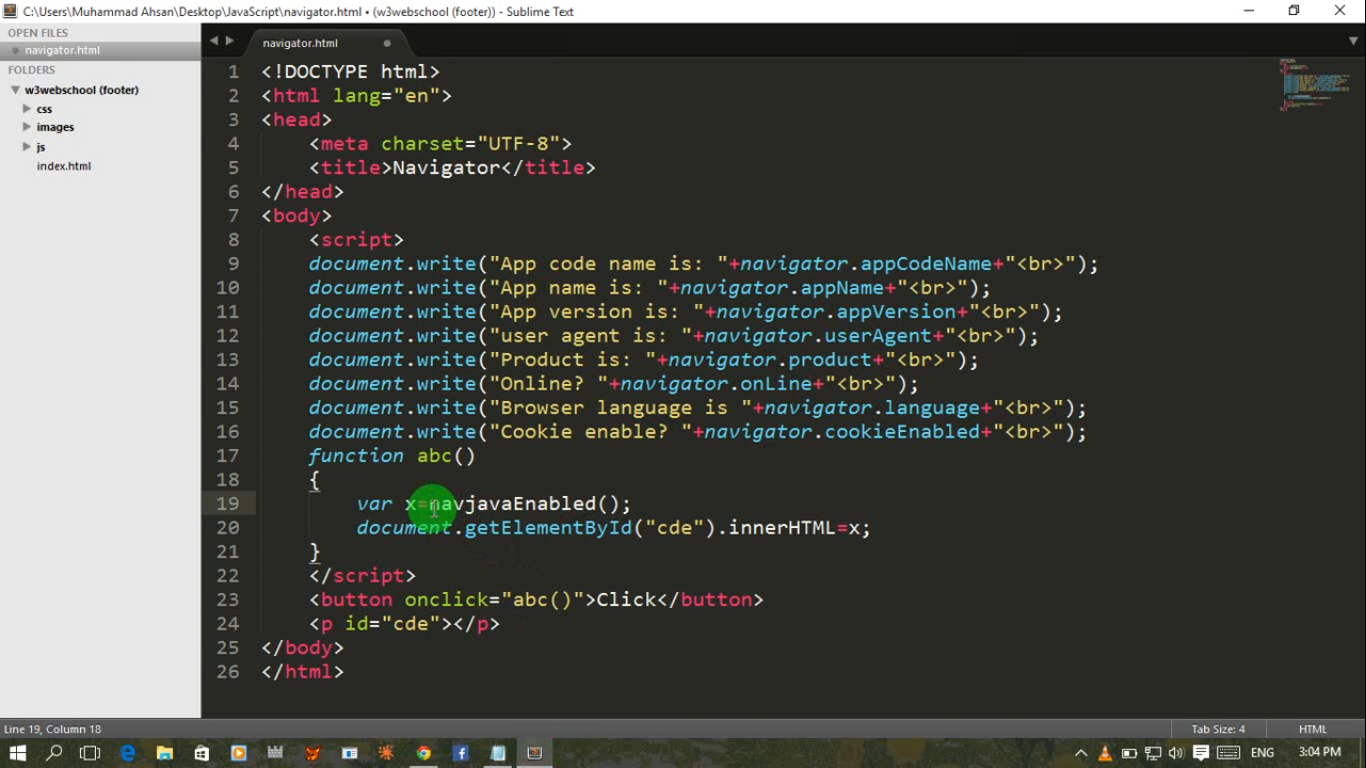 C:\Users\Muhammad Ahsan\Desktop\JavaScript\navigator.html • (w3webschool (footer)) - Sublime Text
OPEN FILES
navigator.html
FOLDERS
w3webschool (footer)
css
images
js
index.html
navigator.html
1 <!DOCTYPE html>
2 <html lang="en">
3 <head>
4 <meta charset="UTF-8">
5 <title>Navigator</title>
6 </head>
7 <body>
8 <script>
9 document.write("App code name is: "+navigator.appCodeName+"<br>");
10 document.write("App name is: "+navigator.appName+"<br>");
11 document.write("App version is: "+navigator.appVersion+"<br>");
12 document.write("user agent is: "+navigator.userAgent+"<br>");
13 document.write("Product is: "+navigator.product+"<br>");
14 document.write("Online? "+navigator.onLine+"<br>");
15 document.write("Browser language is "+navigator.language+"<br>");
16 document.write("Cookie enable? "+navigator.cookieEnabled+"<br>");
17 function abc()
18 {
19 var x=navjavaEnabled();
20 document.getElementById("cde").innerHTML=x;
21 }
22 </script>
23 <button onclick="abc()">Click</button>
24 <p id="cde"></p>
25 </body>
26 </html>
Line 19, Column 18
Tab Size: 4
HTML
ENG
3:04 PM